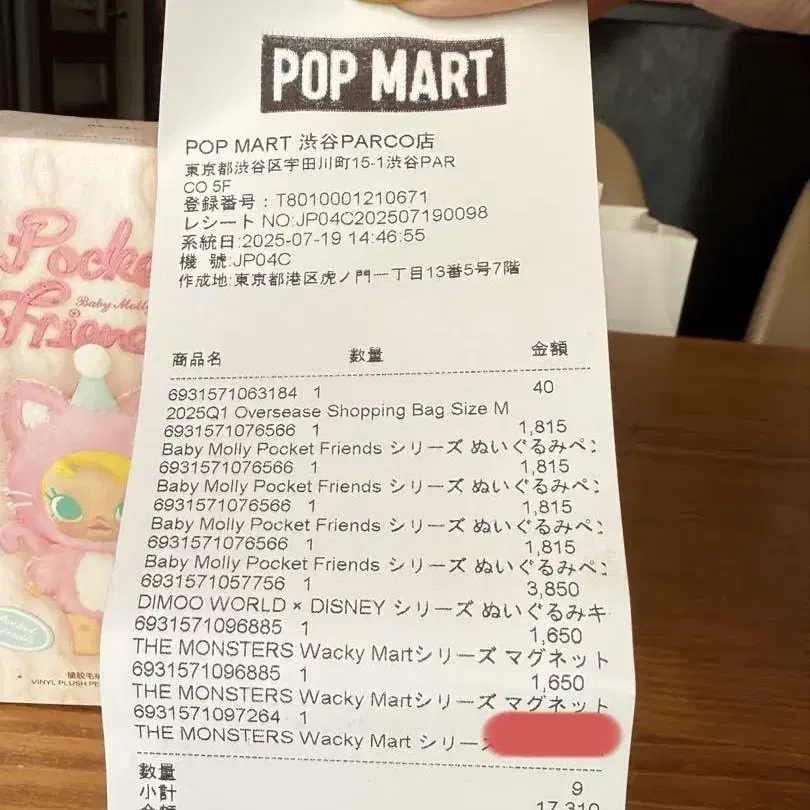 POP MART
POP MART 渋谷PARCO店
東京都渋谷区宇田川町15-1渋谷PAR
CO 5F
登録番号：T8010001210671
レシート NO:JP04C202507190098
系統日:2025-07-19 14:46:55
機 號:JP04C
作成地:東京都港区虎ノ門一丁目13番5号7階
商品名 数量 金額
6931571063184 1 40
2025Q1 Oversease Shopping Bag Size M
6931571076566 1 1,815
Baby Molly Pocket Friends シリーズ ぬいぐるみペン
6931571076566 1 1,815
Baby Molly Pocket Friends シリーズ ぬいぐるみペン
6931571076566 1 1,815
Baby Molly Pocket Friends シリーズ ぬいぐるみペン
6931571076566 1 1,815
Baby Molly Pocket Friends シリーズ ぬいぐるみペン
6931571057756 1 3,850
DIMOO WORLD × DISNEY シリーズ ぬいぐるみキ
6931571096885 1 1,650
THE MONSTERS Wacky Martシリーズ マグネット
6931571096885 1 1,650
THE MONSTERS Wacky Martシリーズ マグネット
6931571097264 1
THE MONSTERS Wacky Mart シリーズ
数量 9
小計 17,310
金額
Pocket
Friends
Baby Molly
VINYL PLUSH PE